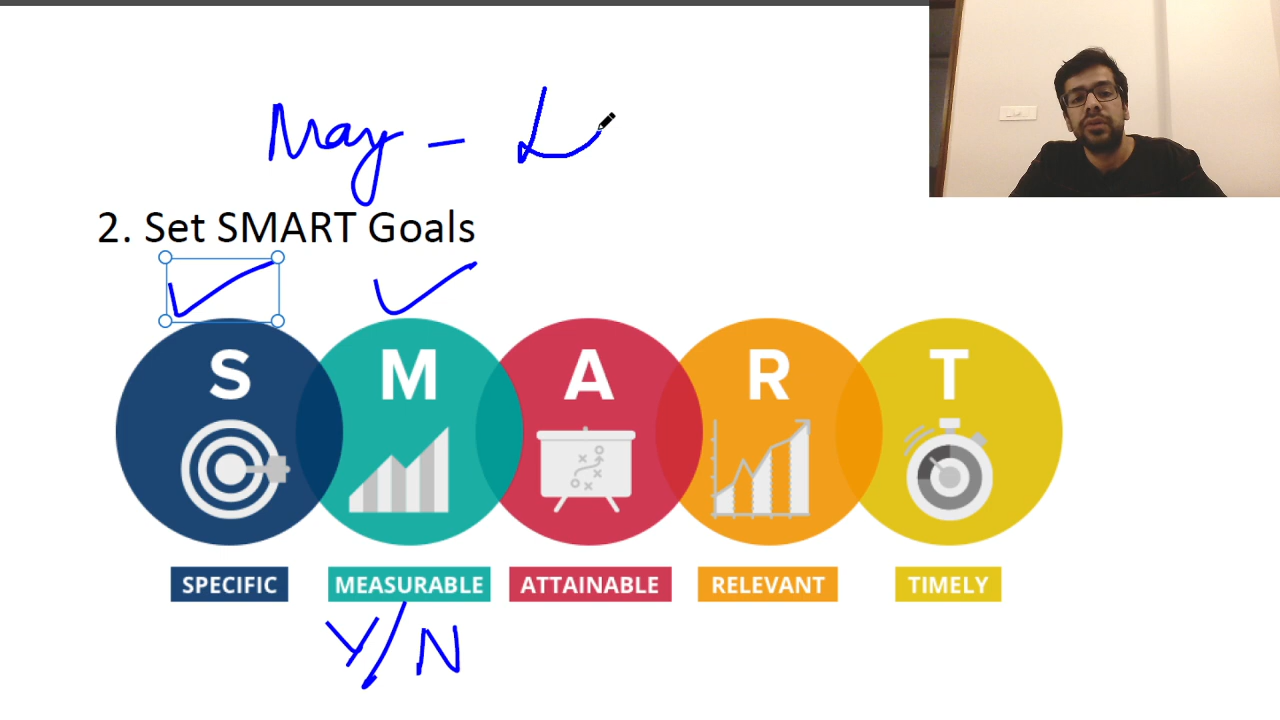 May -
2. Set SMART Goals
S M A R T
SPECIFIC MEASURABLE ATTAINABLE RELEVANT TIMELY
Y/N